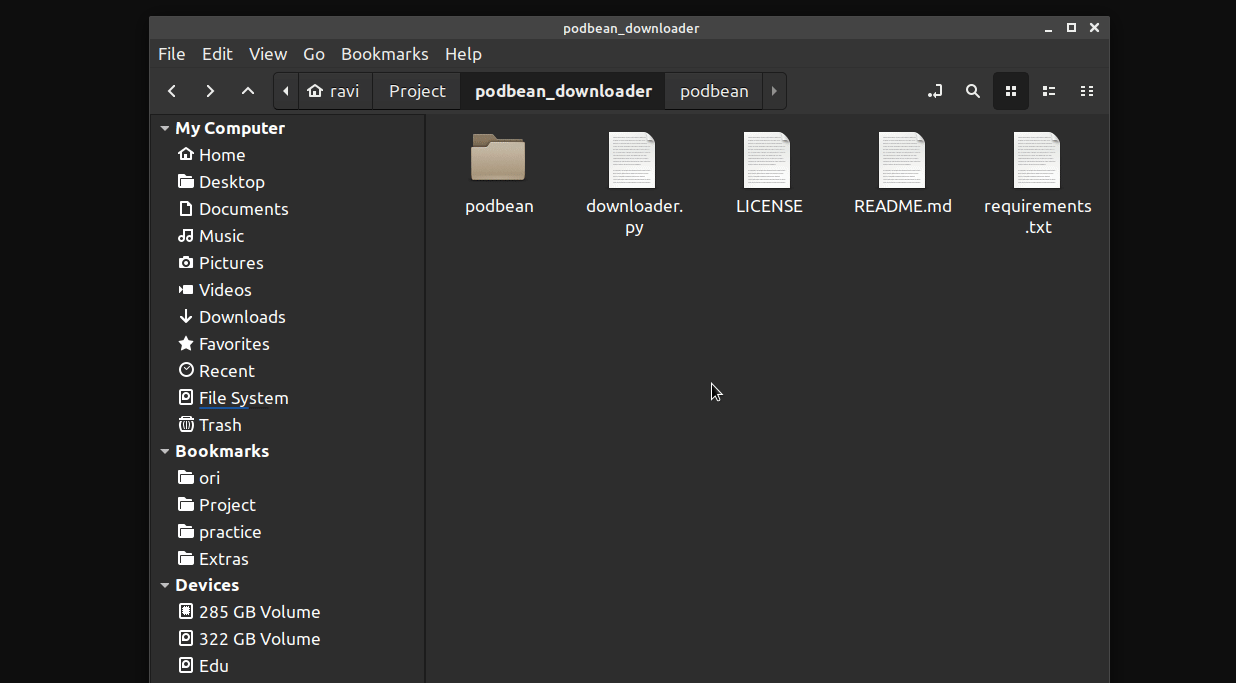 podbean_downloader
File Edit View Go Bookmarks Help
ravi Project podbean_downloader podbean
My Computer
Home
Desktop
Documents
Music
Pictures
Videos
Downloads
Favorites
Recent
File System
Trash
Bookmarks
ori
Project
practice
Extras
Devices
285 GB Volume
322 GB Volume
Edu
podbean
downloader.
py
LICENSE
README.md
requirements
.txt